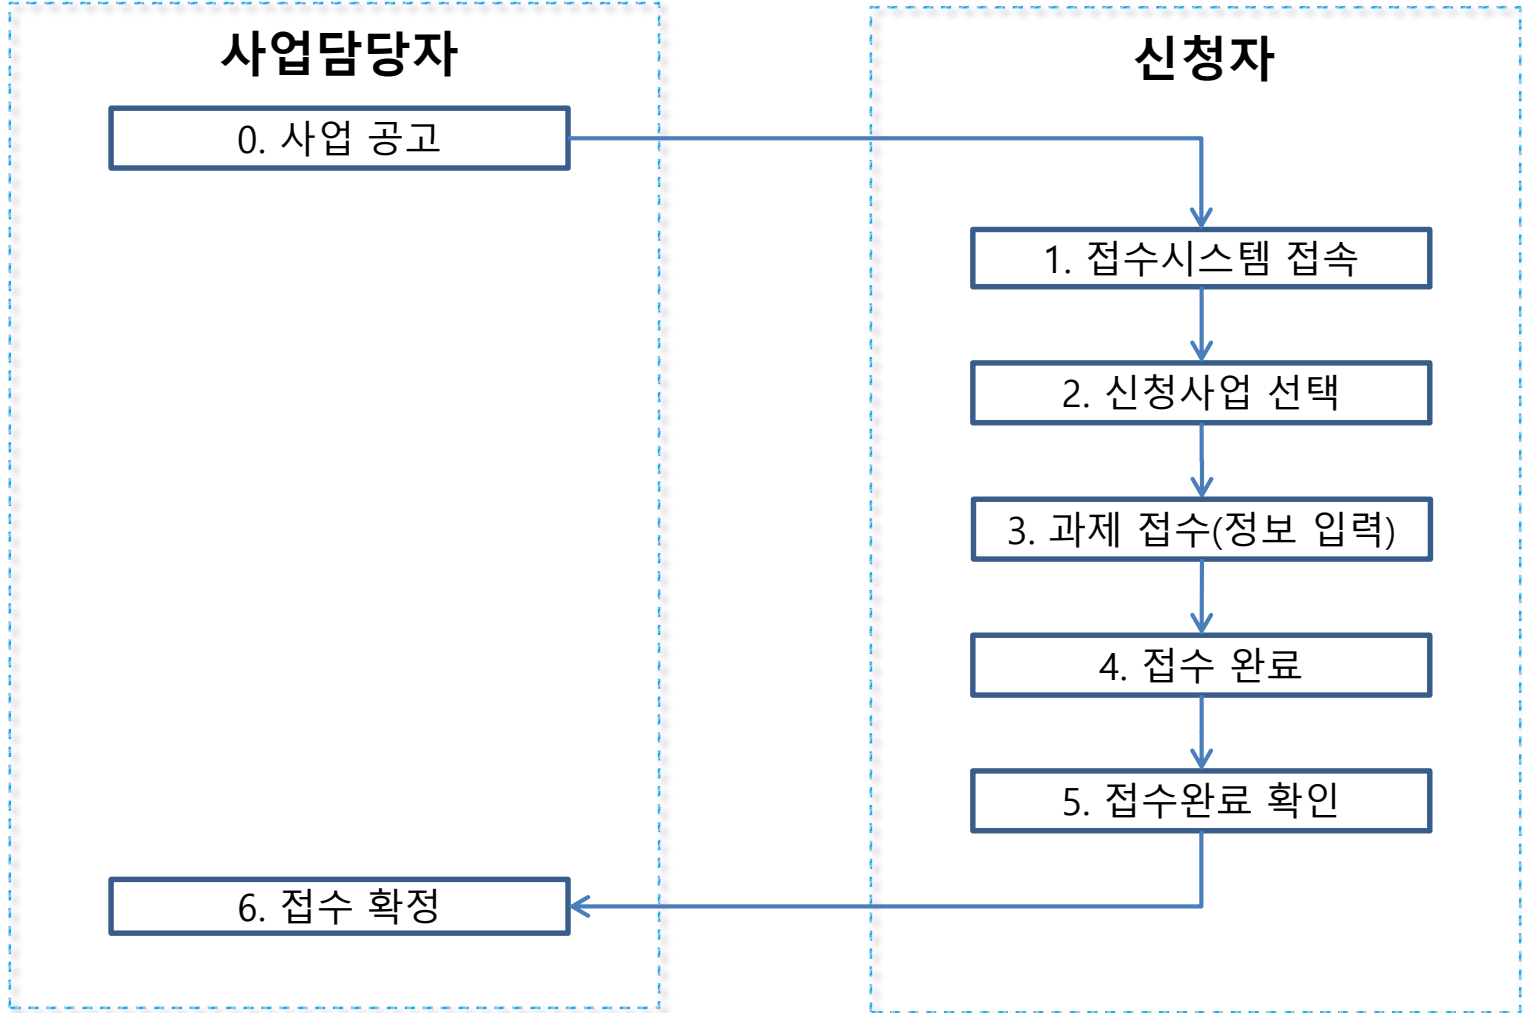 사업담당자
신청자
0. 사업 공고
1. 접수시스템 접속
2. 신청사업 선택
3. 과제 접수(정보 입력)
4. 접수 완료
5. 접수완료 확인
6. 접수 확정